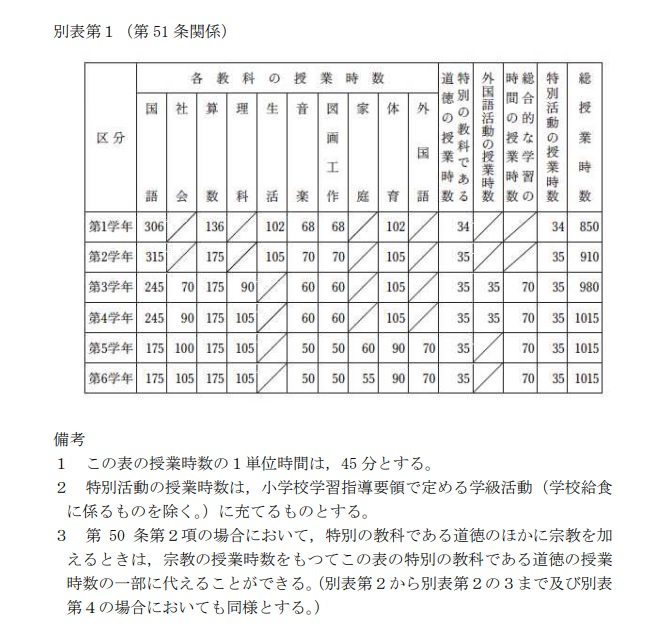 別表第１（第 51 条関係）
区分 各教科の授業時数 特別の教科である道徳の授業時数 外国語活動の授業時数 総合的な学習の時間の授業時数 特別活動の授業時数 総授業時数
国語 社会 算数 理科 生活 音楽 図画工作 家庭 体育 外国語
第1学年 306 136 102 68 68 102 34 34 850
第2学年 315 175 105 70 70 105 35 35 910
第3学年 245 70 175 90 60 60 105 35 35 70 35 980
第4学年 245 90 175 105 60 60 105 35 35 70 35 1015
第5学年 175 100 175 105 50 50 60 90 70 35 70 35 1015
第6学年 175 105 175 105 50 50 55 90 70 35 70 35 1015
備考
１　この表の授業時数の１単位時間は，45 分とする。
２　特別活動の授業時数は，小学校学習指導要領で定める学級活動（学校給食
に係るものを除く。）に充てるものとする。
３　第 50 条第２項の場合において，特別の教科である道徳のほかに宗教を加
えるときは，宗教の授業時数をもつてこの表の特別の教科である道徳の授業
時数の一部に代えることができる。（別表第２から別表第２の３まで及び別表
第４の場合においても同様とする。）